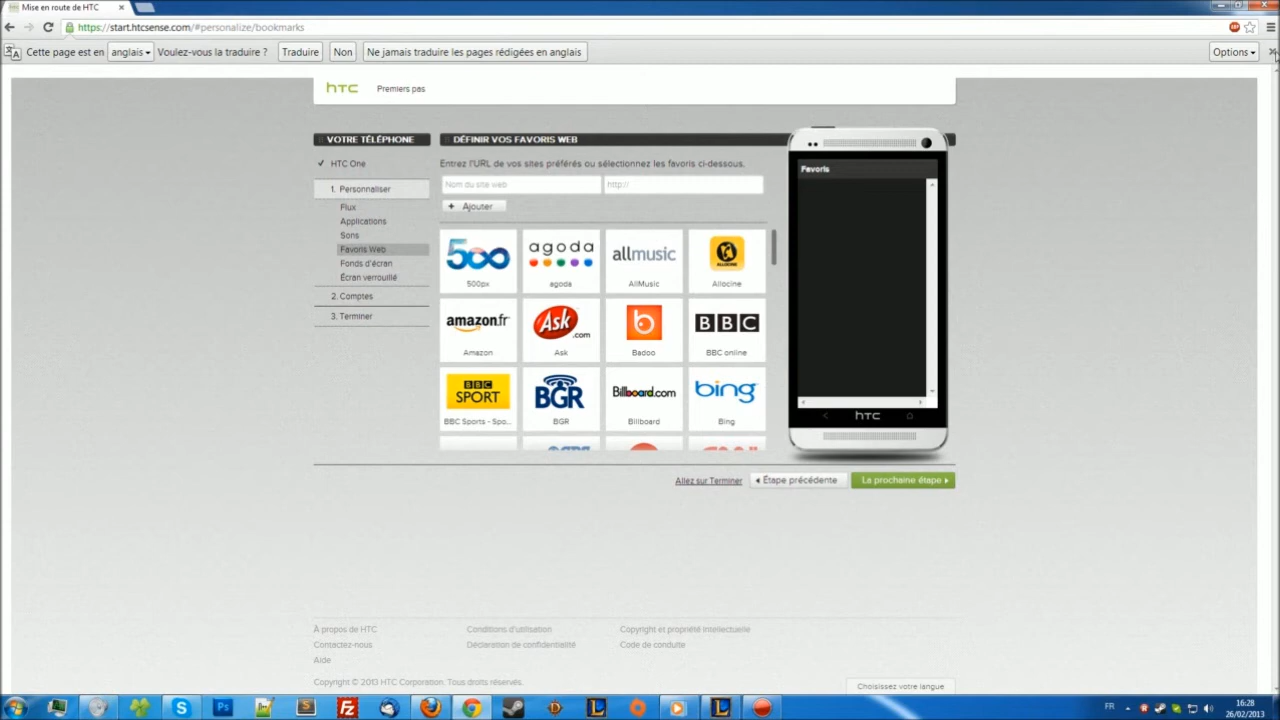 Mise en route de HTC
https://start.htcsense.com/#personalize/bookmarks
Cette page est en anglais Voulez-vous la traduire ? Traduire Non Ne jamais traduire les pages rédigées en anglais Options
hTC Premiers pas
VOTRE TÉLÉPHONE
HTC One
1. Personnaliser
Flux
Applications
Sons
Favoris Web
Fonds d'écran
Écran verrouillé
2. Comptes
3. Terminer
DÉFINIR VOS FAVORIS WEB
Entrez l'URL de vos sites préférés ou sélectionnez les favoris ci-dessous.
Nom du site web http://
+ Ajouter
500 agoda allmusic ALLOCINE
500px agoda AllMusic Allocine
amazon.fr Ask.com b BBC
Amazon Ask Badoo BBC online
BBC SPORT BGR Billboard.com bing
BBC Sports - Spo... BGR Billboard Bing
Favoris
hTC
Allez sur Terminer Étape précédente La prochaine étape
À propos de HTC Conditions d'utilisation Copyright et propriété intellectuelle
Contactez-nous Déclaration de confidentialité Code de conduite
Aide
Copyright © 2013 HTC Corporation. Tous droits réservés.
Choisissez votre langue
FR 16:28
26/02/2013